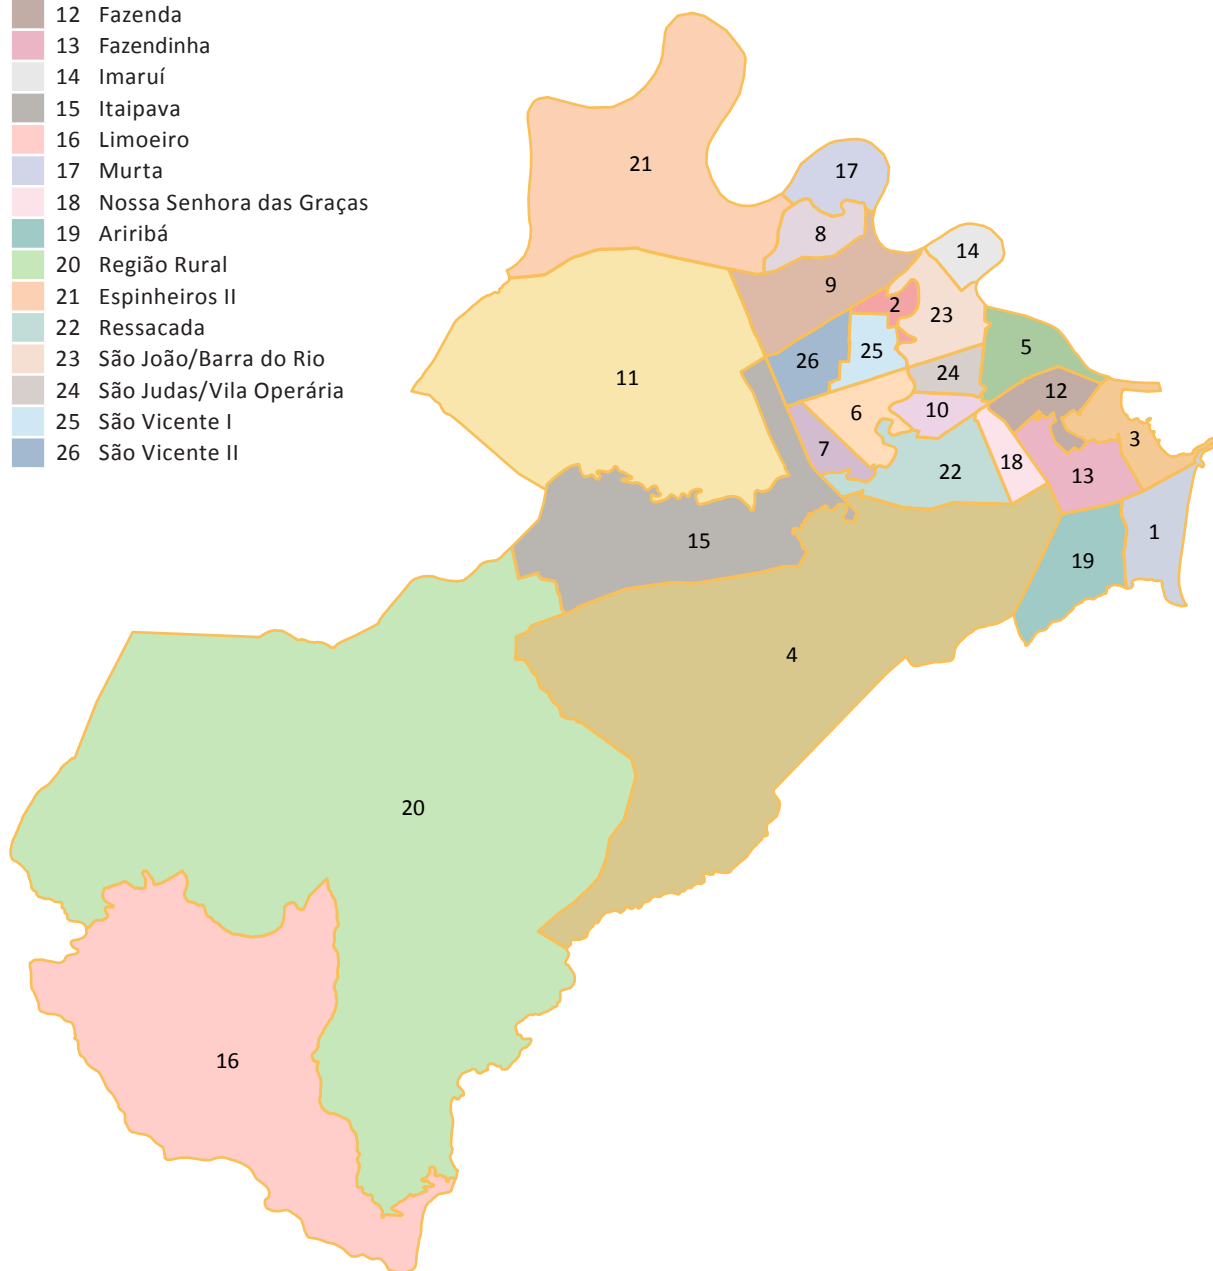 12 Fazenda
13 Fazendinha
14 Imaruí
15 Itaipava
16 Limoeiro
17 Murta
18 Nossa Senhora das Graças
19 AririBá
20 Região Rural
21 Espinheiros II
22 Ressacada
23 São João/Barra do Rio
24 São Judas/Vila Operária
25 São Vicente I
26 São Vicente II
21
17
8
14
9
2
23
5
25
26
11
24
12
6
10
3
7
22
18
13
15
1
19
4
20
16